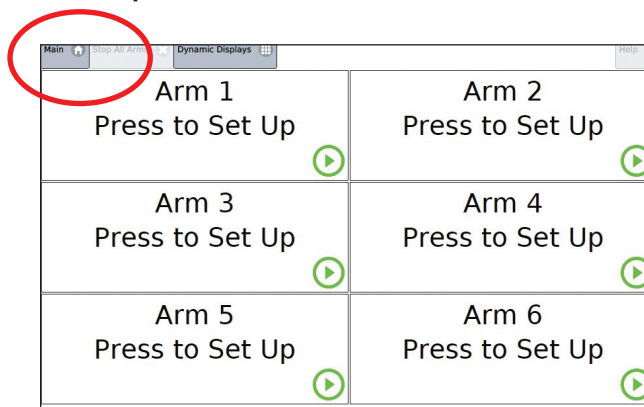 Main Stop All Arms Dynamic Displays Help
Arm 1 Arm 2
Press to Set Up Press to Set Up
Arm 3 Arm 4
Press to Set Up Press to Set Up
Arm 5 Arm 6
Press to Set Up Press to Set Up